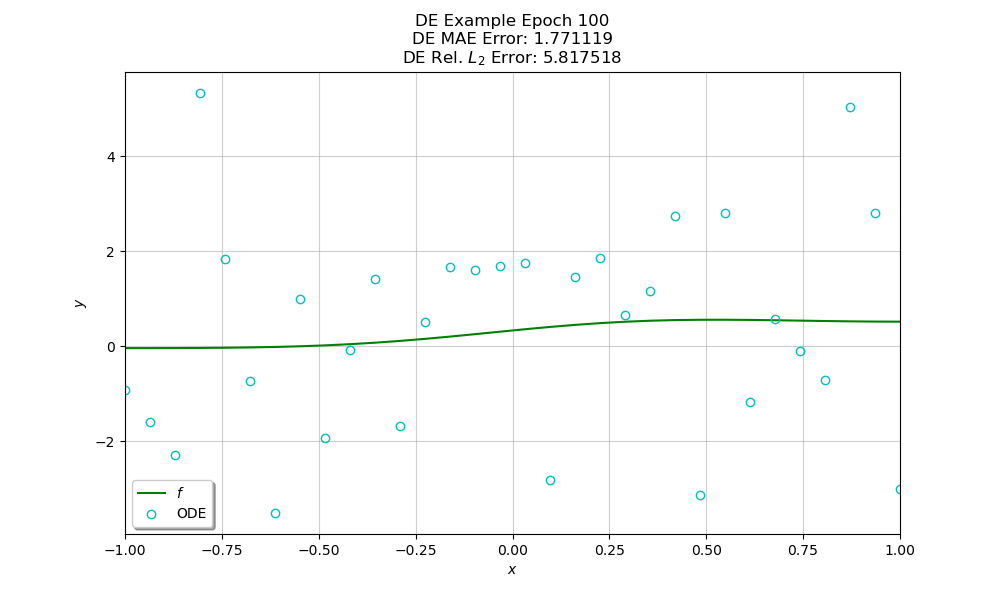 DE Example Epoch 100
DE MAE Error: 1.771119
DE Rel. $L_2$ Error: 5.817518
y
4
2
0
−2
f
ODE
−1.00 −0.75 −0.50 −0.25 0.00 0.25 0.50 0.75 1.00
x